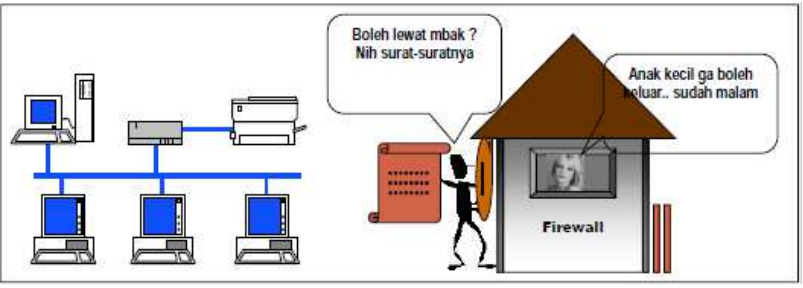 Boleh lewat mbak ?
Nih surat-suratnya
Anak kecil ga boleh
keluar.. sudah malam
Firewall